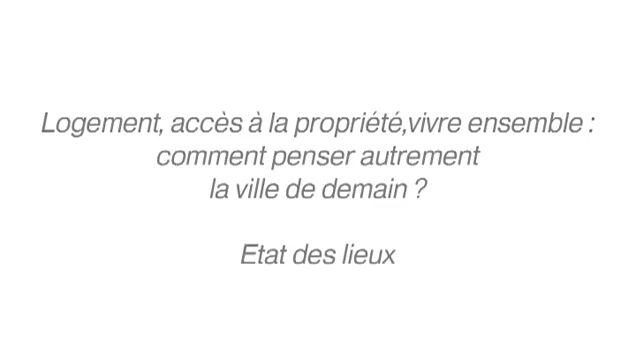 Logement, accès à la propriété,vivre ensemble :
comment penser autrement
la ville de demain ?
Etat des lieux